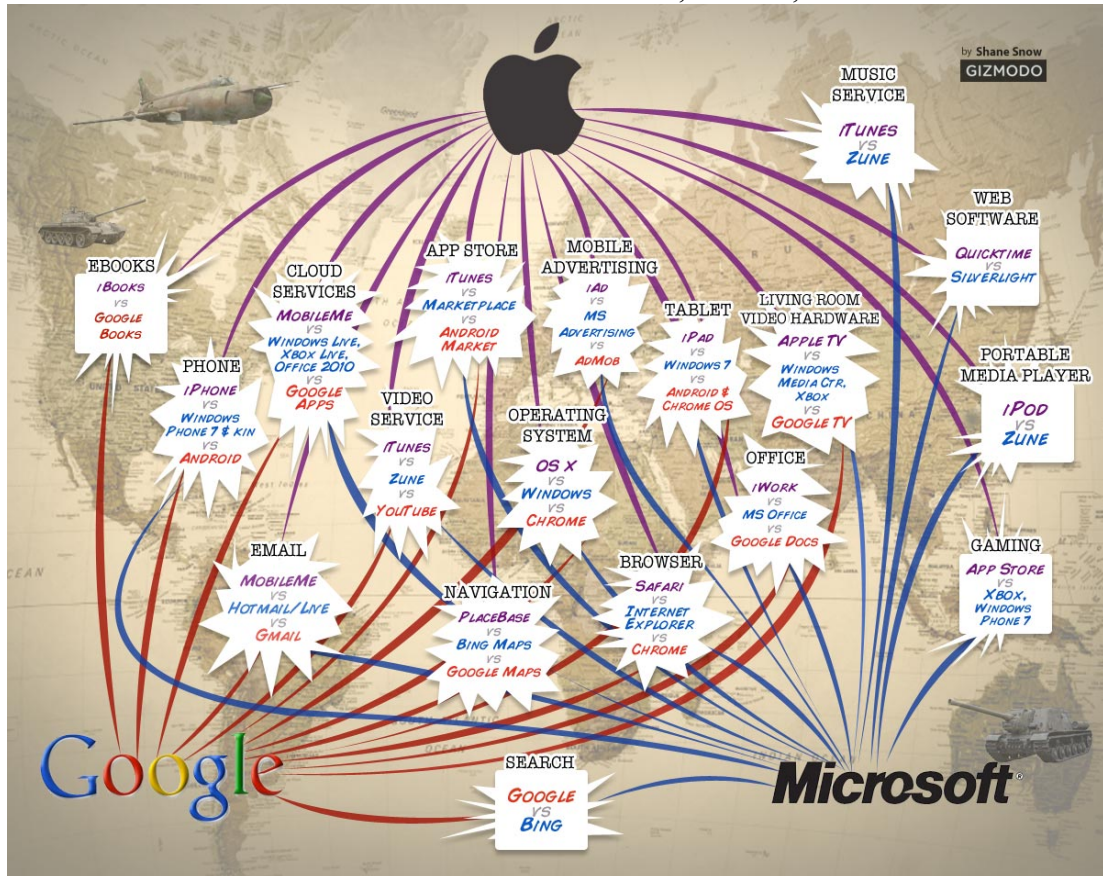 by Shane Snow
GIZMODO
MUSIC
SERVICE
iTUNES
VS
ZUNE
WEB
SOFTWARE
QUICKTIME
VS
SILVERLIGHT
EBOOKS
iBOOKS
VS
GOOGLE
BOOKS
CLOUD
SERVICES
MOBILEME
VS
WINDOWS LIVE,
XBOX LIVE,
OFFICE 2010
VS
GOOGLE
APPS
APP STORE
iTUNES
VS
MARKETPLACE
VS
ANDROID
MARKET
MOBILE
ADVERTISING
iAD
VS
MS
ADVERTISING
VS
ADMOB
TABLET
iPAD
VS
WINDOWS 7
VS
ANDROID &
CHROME OS
LIVING ROOM
VIDEO HARDWARE
APPLE TV
VS
WINDOWS
MEDIA CTR,
XBOX
VS
GOOGLE TV
PORTABLE
MEDIA PLAYER
iPOD
VS
ZUNE
PHONE
iPHONE
VS
WINDOWS
PHONE 7 & KIN
VS
ANDROID
VIDEO
SERVICE
iTUNES
VS
ZUNE
VS
YOUTUBE
OPERATING
SYSTEM
OS X
VS
WINDOWS
VS
CHROME
OFFICE
iWORK
VS
MS OFFICE
VS
GOOGLE DOCS
EMAIL
MOBILEME
VS
HOTMAIL/LIVE
VS
GMAIL
NAVIGATION
PLACEBASE
VS
BING MAPS
VS
GOOGLE MAPS
BROWSER
SAFARI
VS
INTERNET
EXPLORER
VS
CHROME
GAMING
APP STORE
VS
XBOX,
WINDOWS
PHONE 7
Google
SEARCH
GOOGLE
VS
BING
Microsoft®